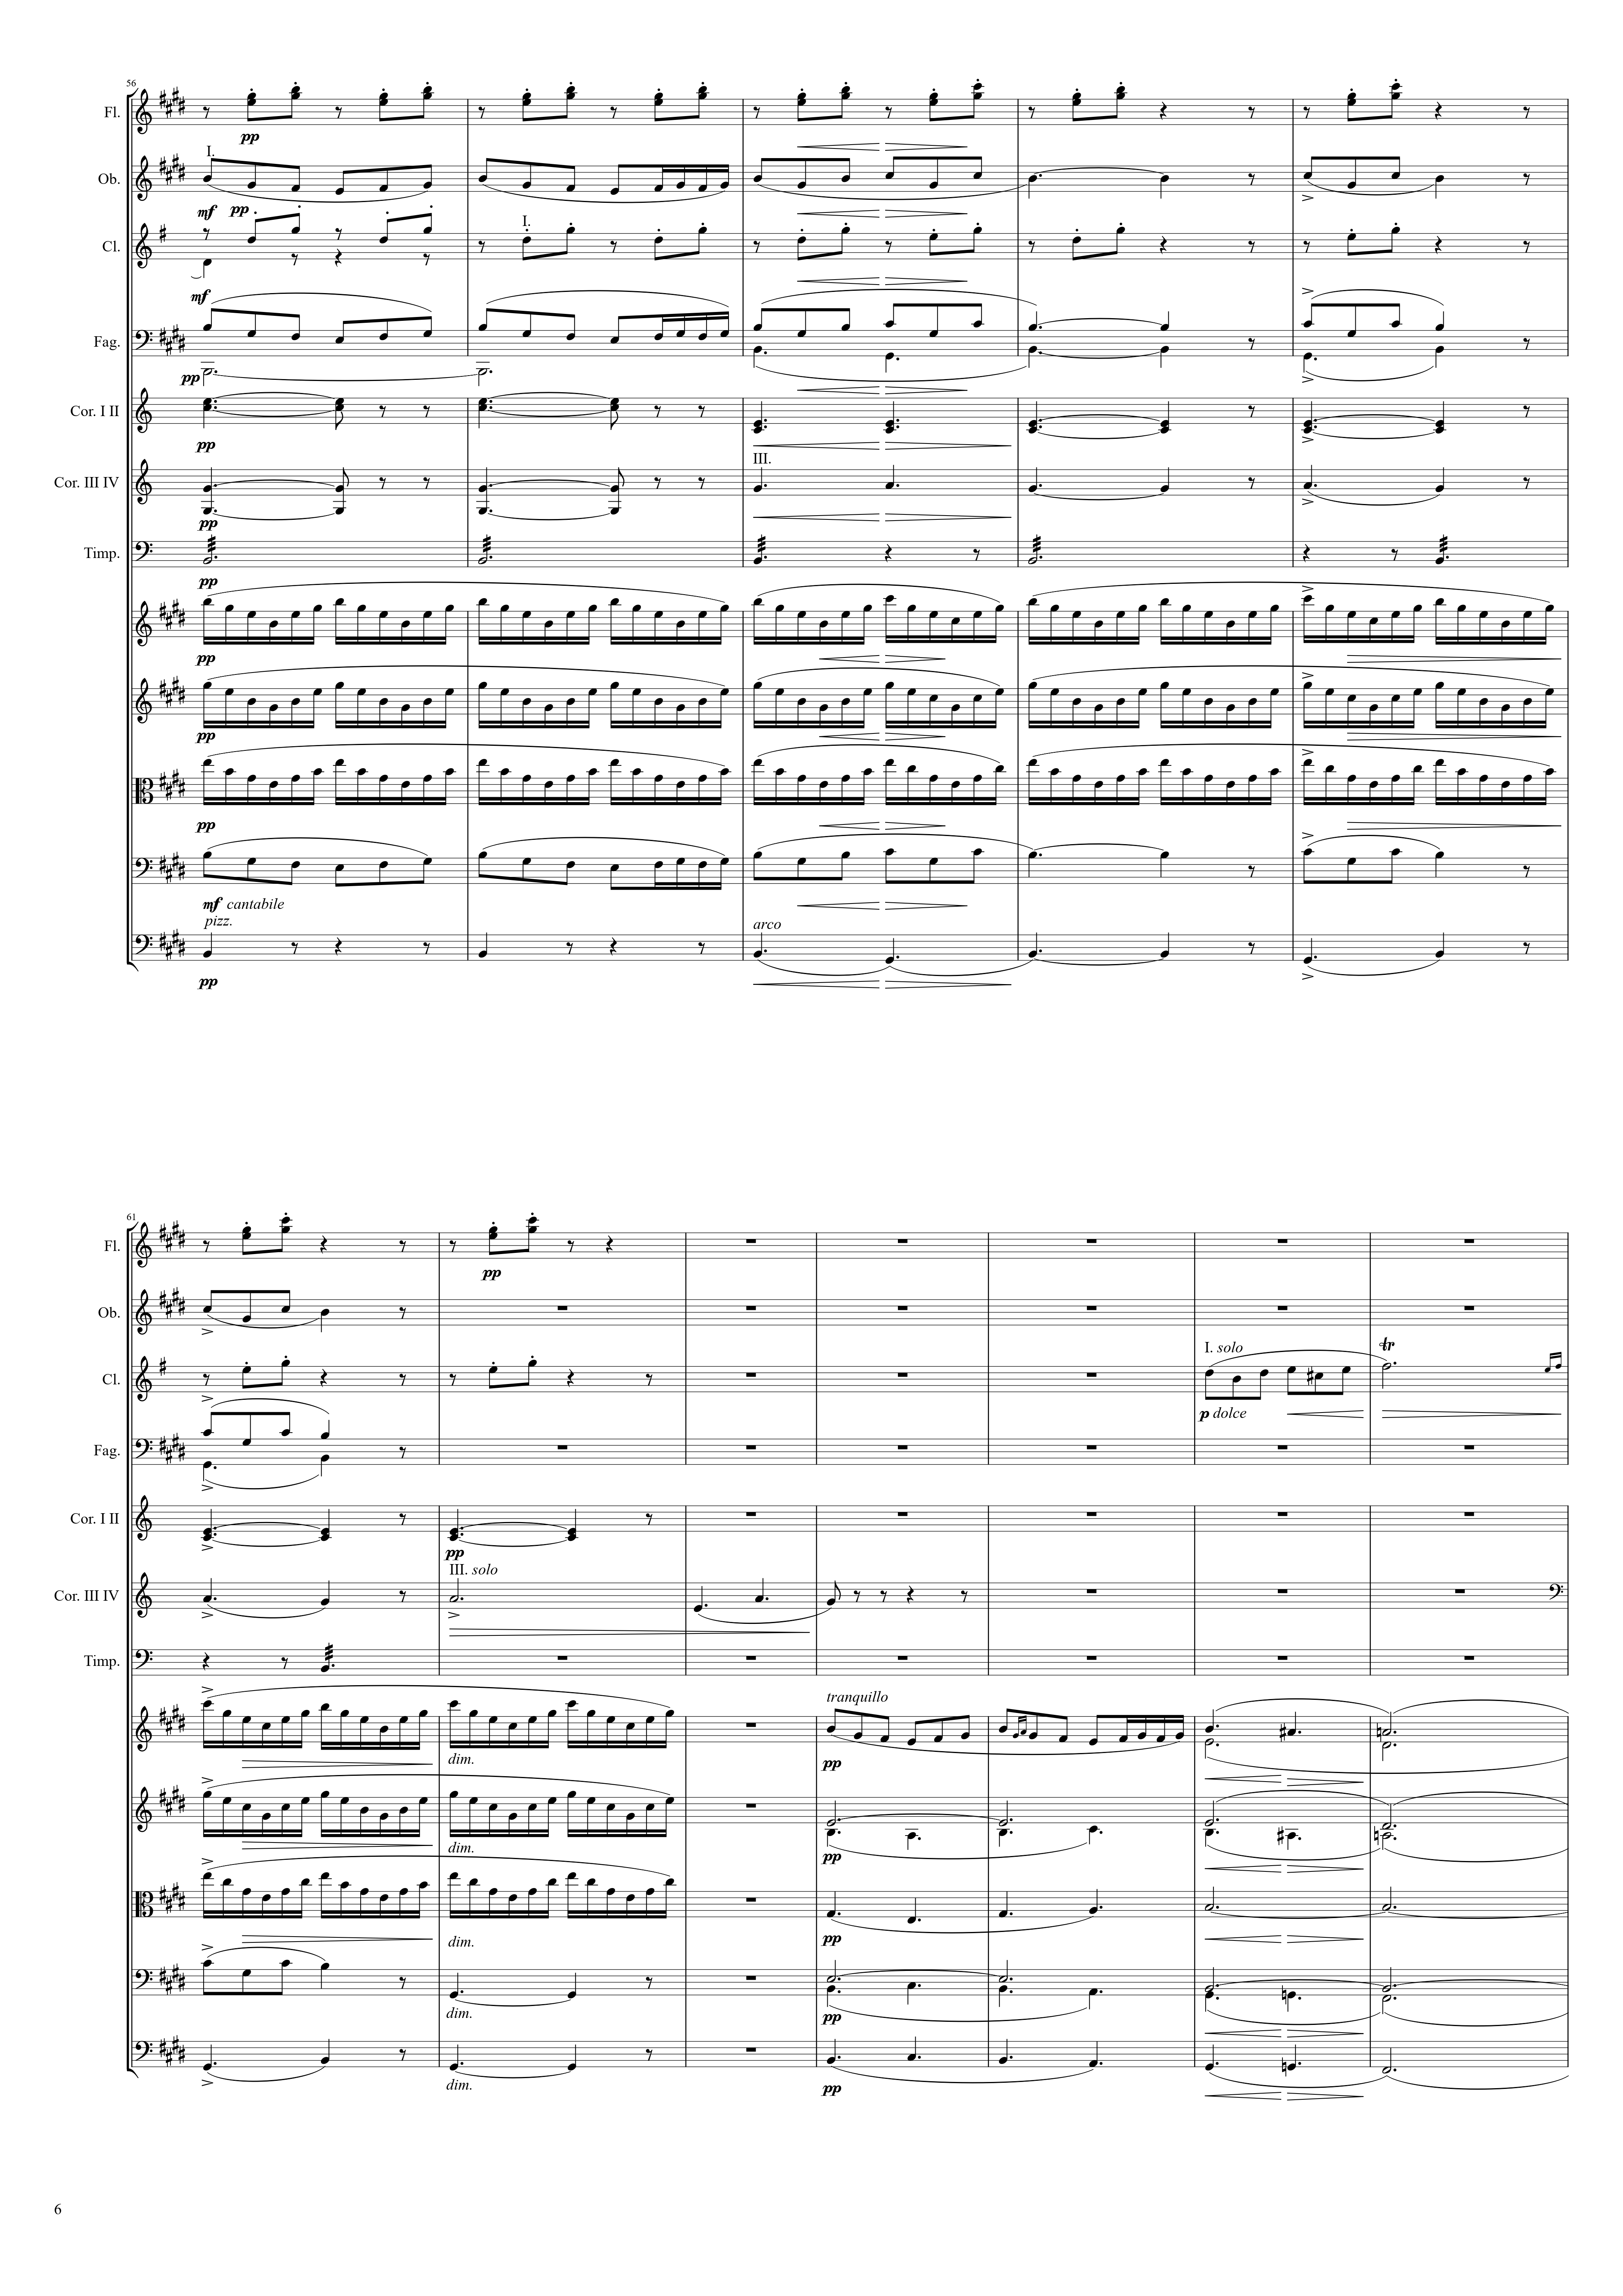 56
Fl.
pp
I.
Ob.
mf pp
I.
Cl.
mf
Fag.
pp
Cor. I II
pp
III.
Cor. III IV
pp
Timp.
pp
pp
pp
pp
mf cantabile
pizz.
arco
pp
61
Fl.
pp
Ob.
I. solo
tr
Cl.
p dolce
Fag.
Cor. I II
pp
III. solo
Cor. III IV
Timp.
tranquillo
dim.
pp
dim.
pp
dim.
pp
dim.
pp
dim.
pp
6